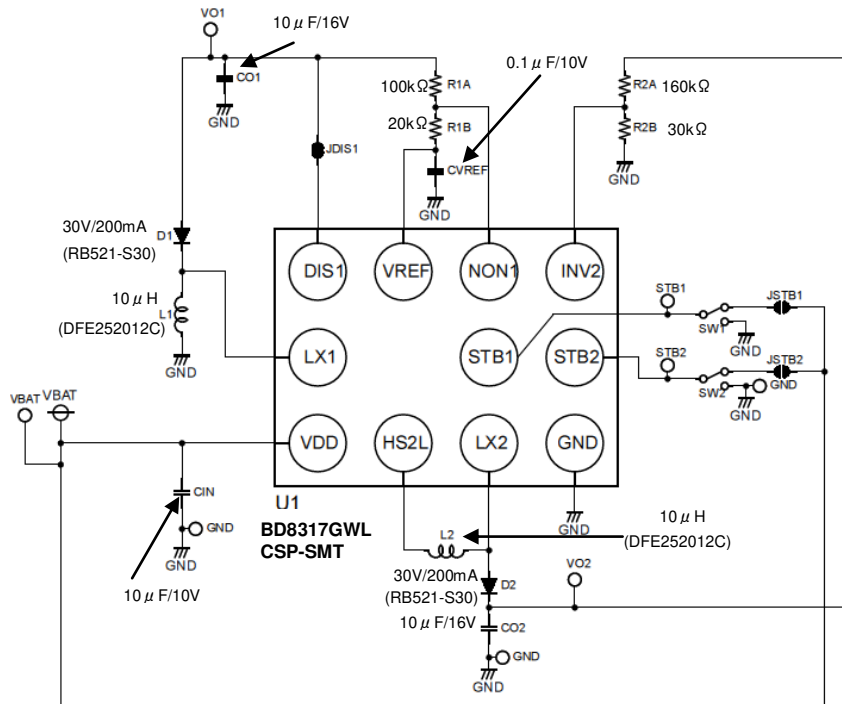 10μF/16V
VO1
CO1
GND
0.1μF/10V
100kΩ R1A
20kΩ R1B
R2A 160kΩ
R2B 30kΩ
GND
JDIS1
CVREF
GND
30V/200mA
D1
(RB521-S30)
DIS1
VREF
NON1
INV2
10μH
L1
(DFE252012C)
GND
STB1
JSTB1
SW1
GND
LX1
STB1
STB2
STB2
JSTB2
SW2
GND
GND
VBAT
VBAT
VDD
HS2L
LX2
GND
CIN
GND
GND
10μF/10V
U1
BD8317GWL
CSP-SMT
GND
L2
10μH
(DFE252012C)
30V/200mA
D2
(RB521-S30)
VO2
10μF/16V
CO2
GND
GND